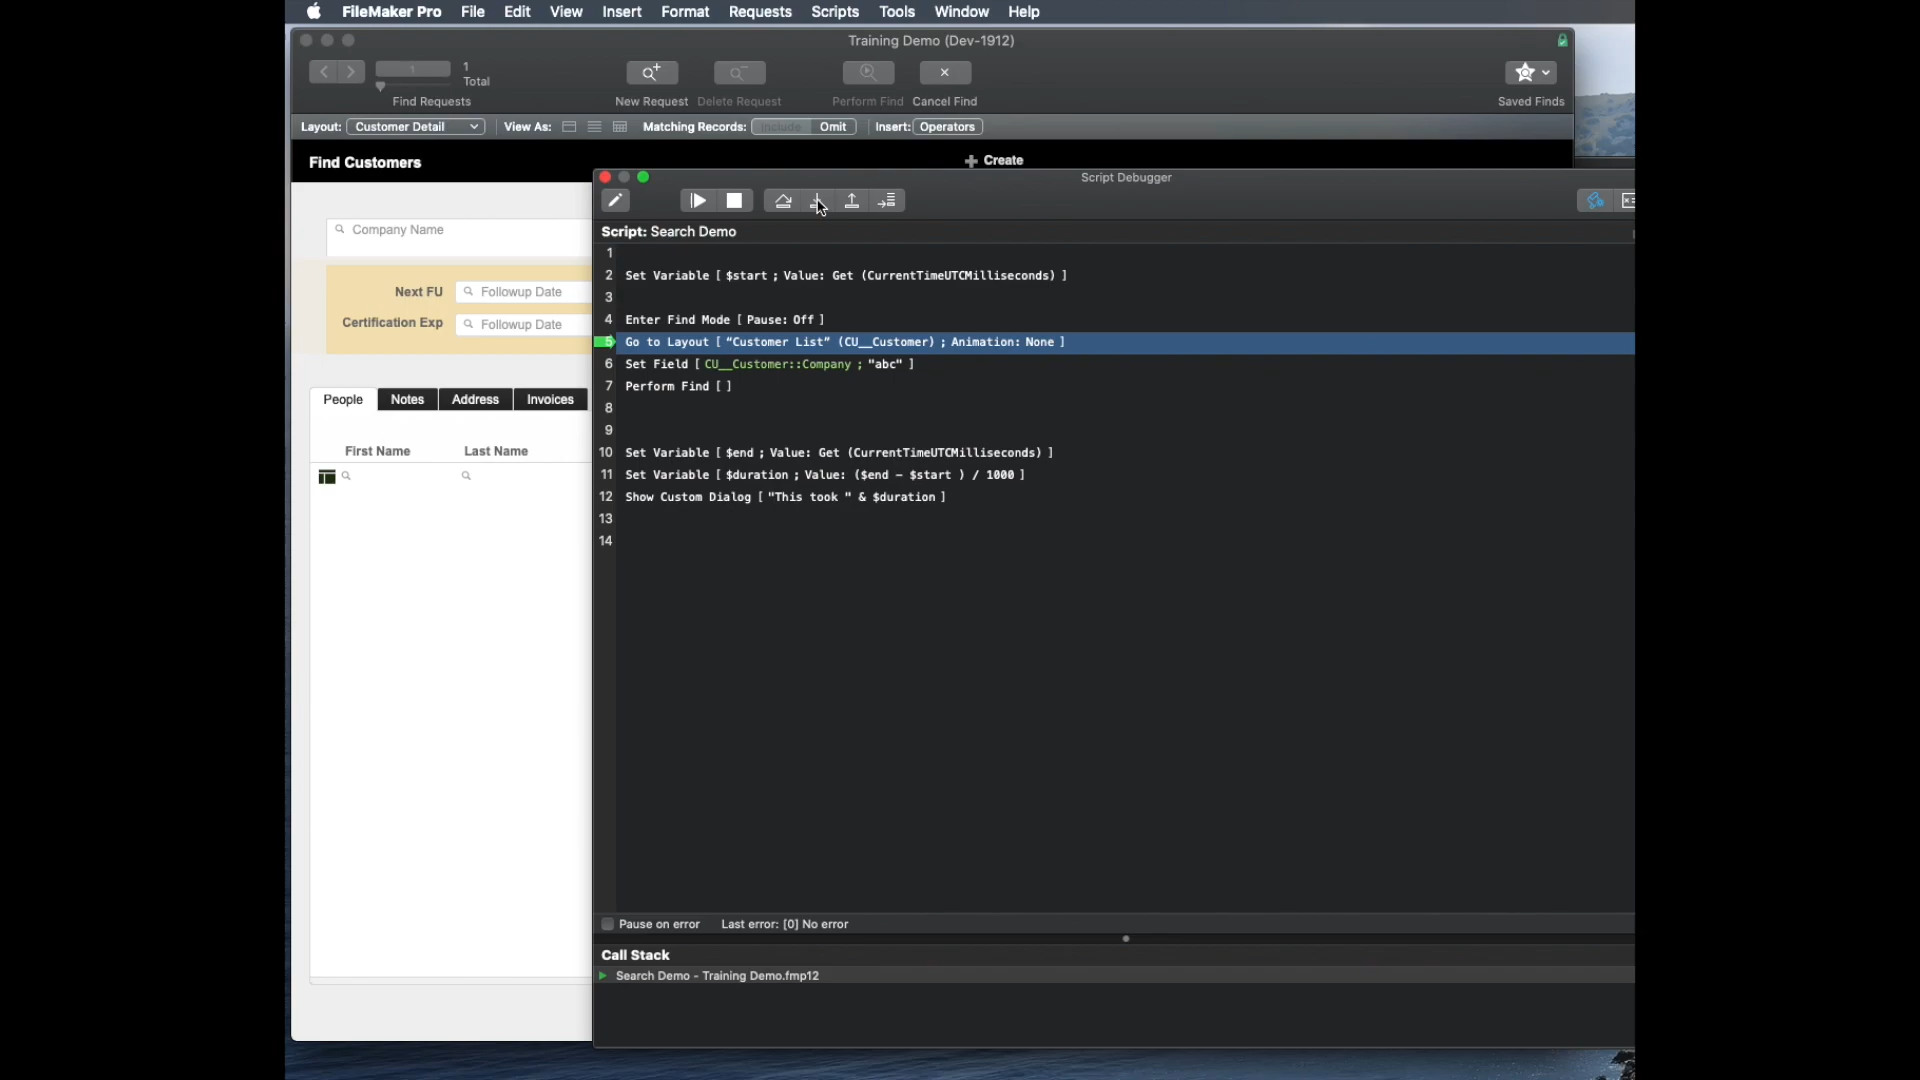 FileMaker Pro File Edit View Insert Format Requests Scripts Tools Window Help
Training Demo (Dev-1912)
1
1
Total
Find Requests
New Request
Delete Request
Perform Find
Cancel Find
Saved Finds
Layout: Customer Detail
View As:
Matching Records: Include Omit
Insert: Operators
Find Customers
Create
Company Name
Next FU
Followup Date
Certification Exp
Followup Date
People Notes Address Invoices
First Name Last Name
Script Debugger
Script: Search Demo
1
2 Set Variable [ $start ; Value: Get (CurrentTimeUTCMilliseconds) ]
3
4 Enter Find Mode [ Pause: Off ]
5 Go to Layout [ “Customer List” (CU__Customer) ; Animation: None ]
6 Set Field [ CU__Customer::Company ; "abc" ]
7 Perform Find [ ]
8
9
10 Set Variable [ $end ; Value: Get (CurrentTimeUTCMilliseconds) ]
11 Set Variable [ $duration ; Value: ($end - $start ) / 1000 ]
12 Show Custom Dialog [ "This took " & $duration ]
13
14
Pause on error Last error: [0] No error
Call Stack
Search Demo - Training Demo.fmp12